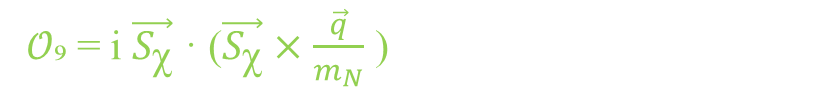 𝒪₉ = i S⃗χ · (S⃗χ × q⃗/m_N )